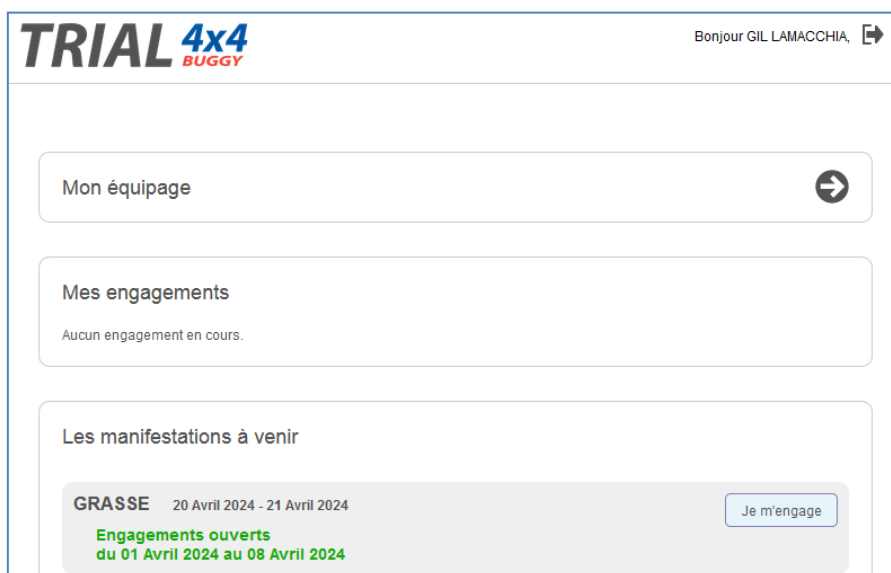 TRIAL 4x4
BUGGY
Bonjour GIL LAMACCHIA,
Mon équipage
Mes engagements
Aucun engagement en cours.
Les manifestations à venir
GRASSE 20 Avril 2024 - 21 Avril 2024
Je m'engage
Engagements ouverts
du 01 Avril 2024 au 08 Avril 2024